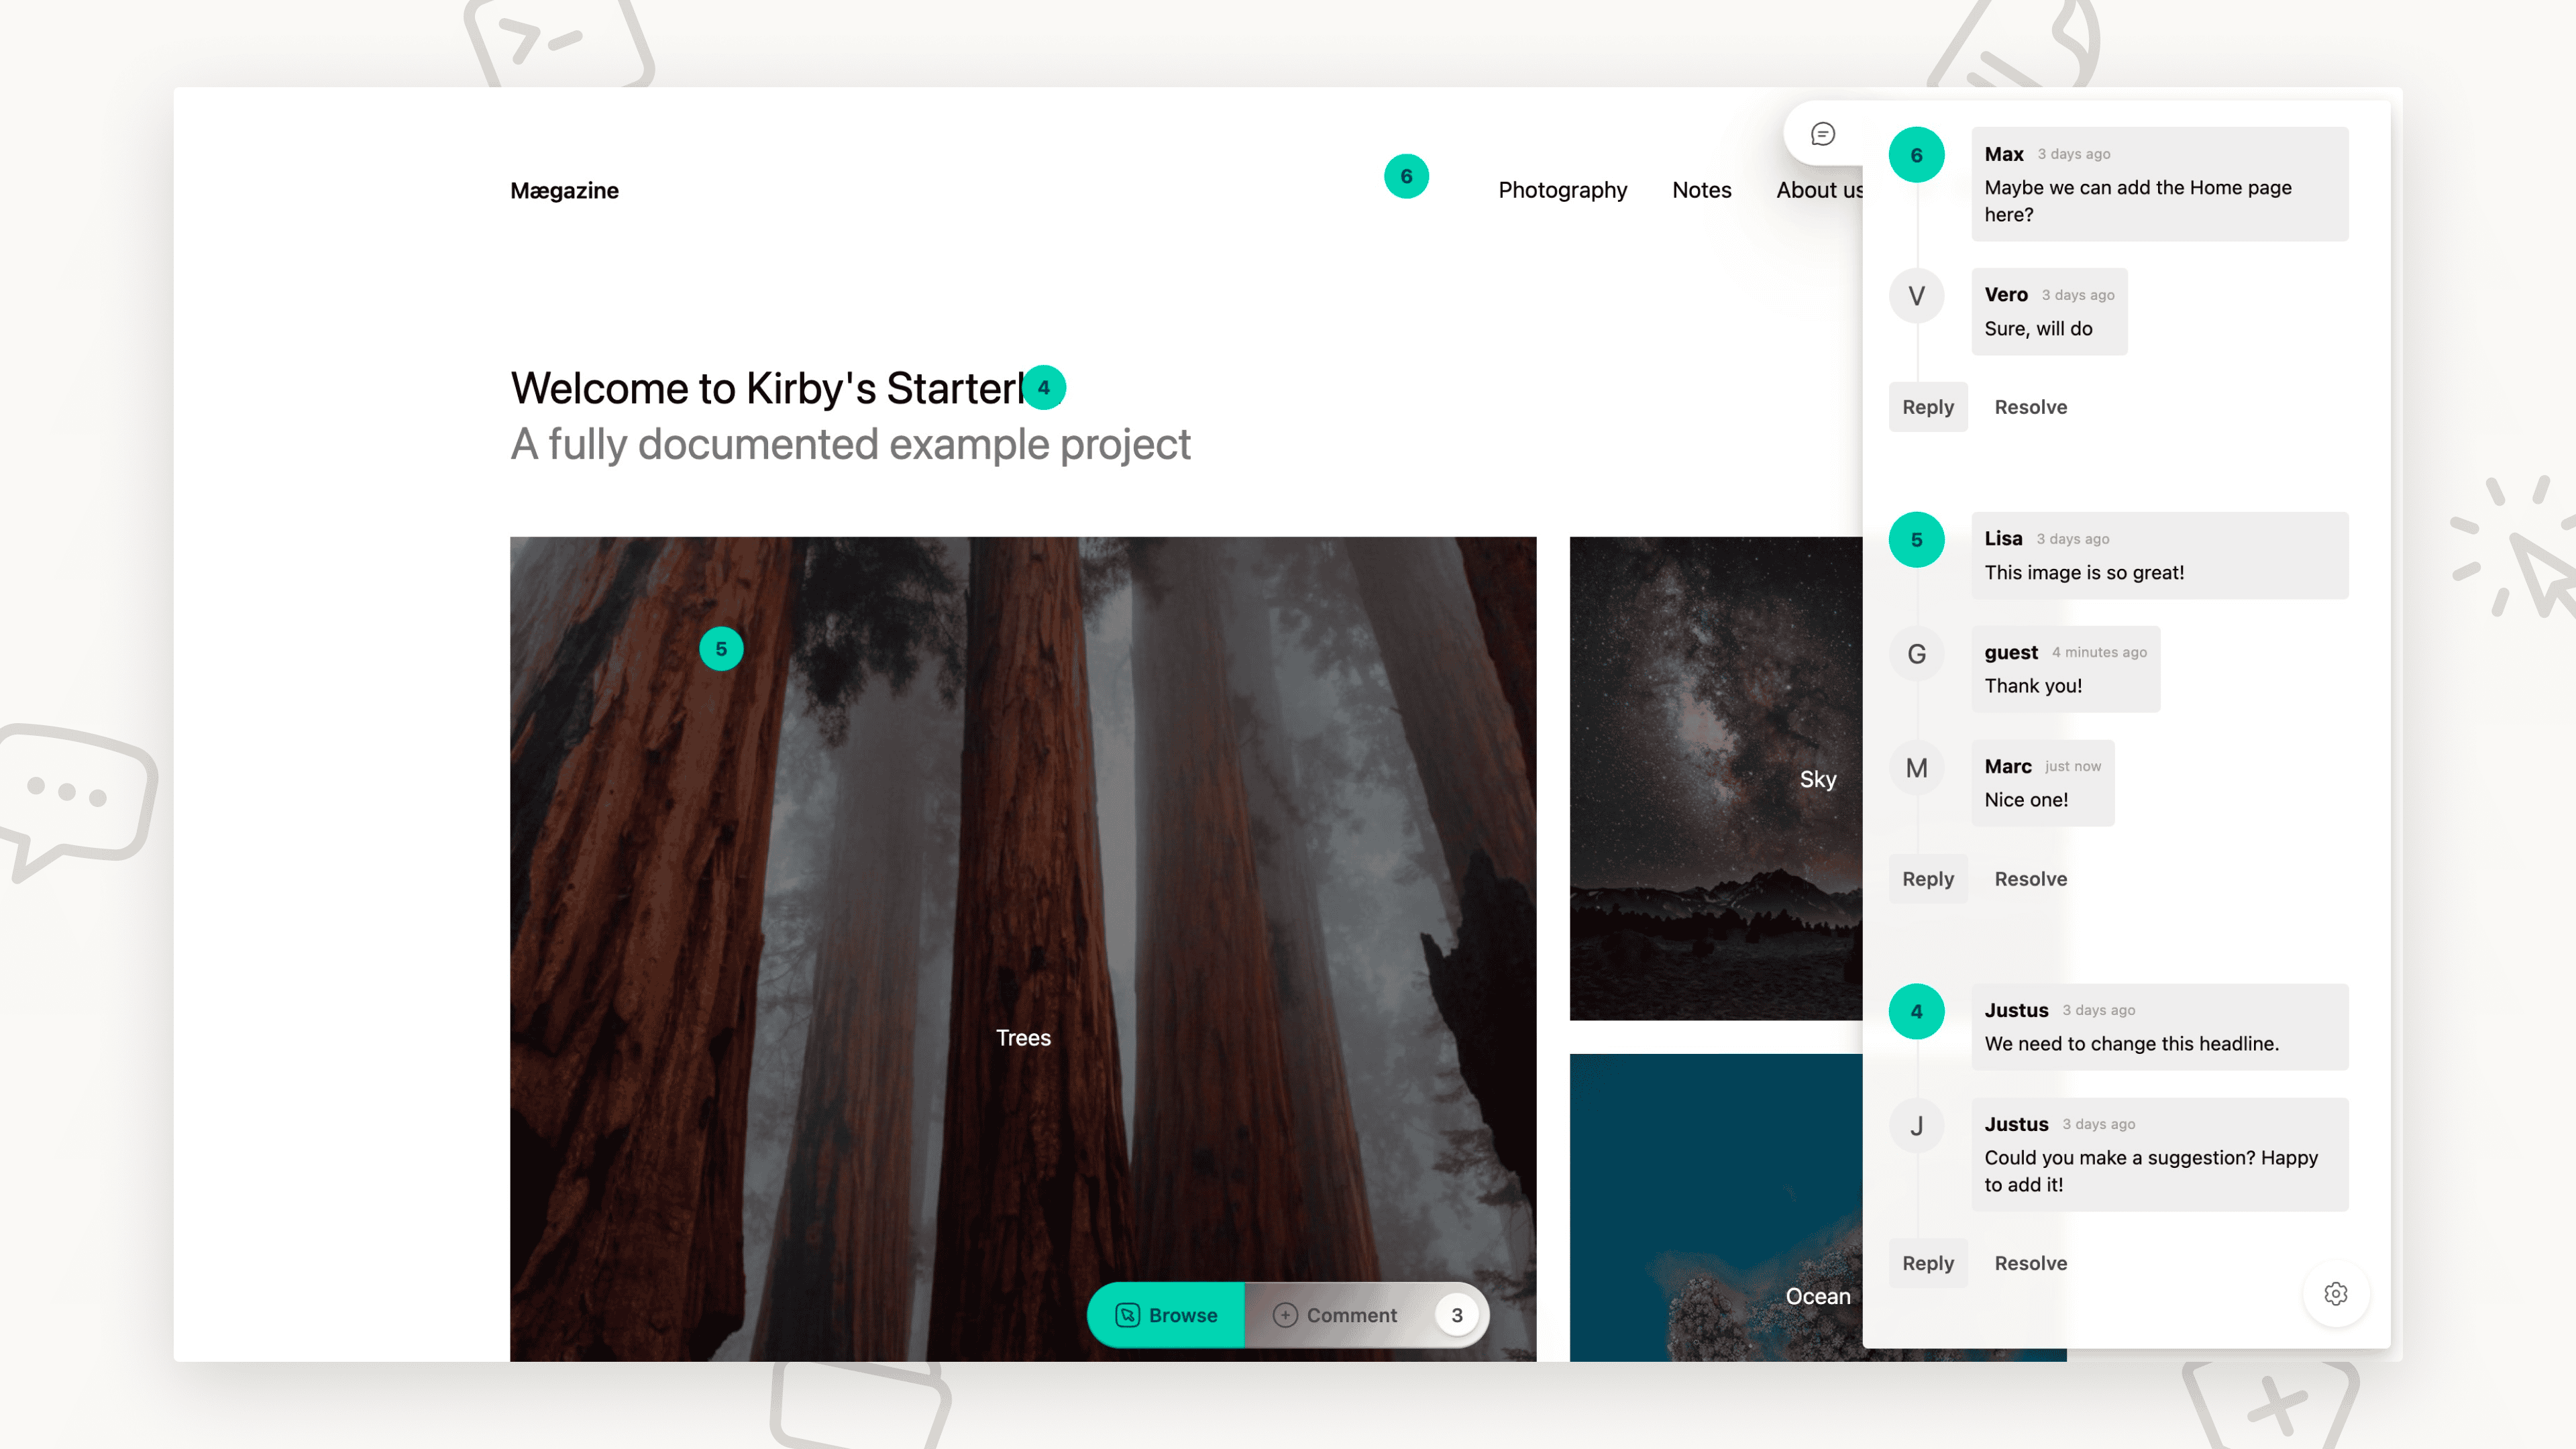 Mægazine
6
Photography
Notes
About us
Welcome to Kirby's
4
A fully documented example project
5
Trees
Sky
Ocean
Browse
Comment
3
6
Max 3 days ago
Maybe we can add the Home page
here?
V
Vero 3 days ago
Sure, will do
Reply
Resolve
5
Lisa 3 days ago
This image is so great!
G
guest 4 minutes ago
Thank you!
M
Marc just now
Nice one!
Reply
Resolve
4
Justus 3 days ago
We need to change this headline.
J
Justus 3 days ago
Could you make a suggestion? Happy
to add it!
Reply
Resolve